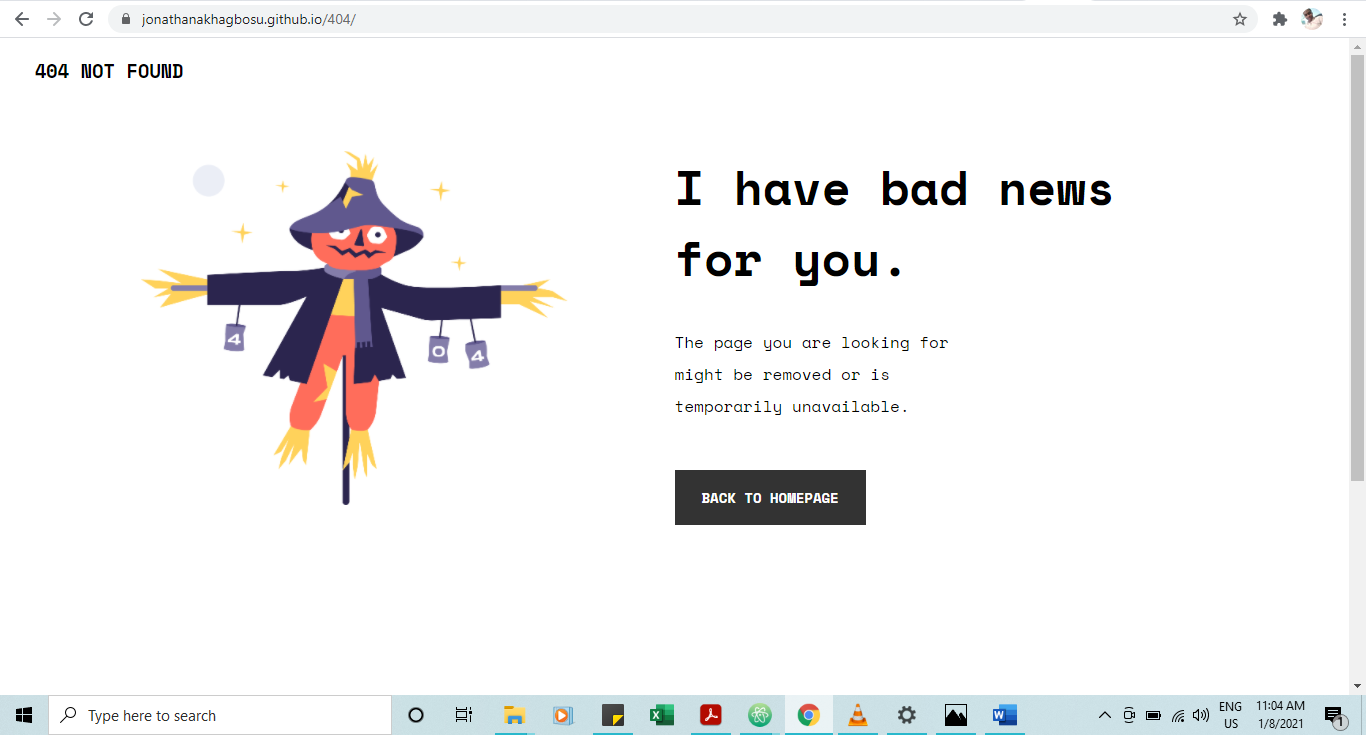 jonathanakhagbosu.github.io/404/
404 NOT FOUND
I have bad news
for you.
4
0
4
The page you are looking for
might be removed or is
temporarily unavailable.
BACK TO HOMEPAGE
Type here to search
ENG
US
11:04 AM
1/8/2021
1